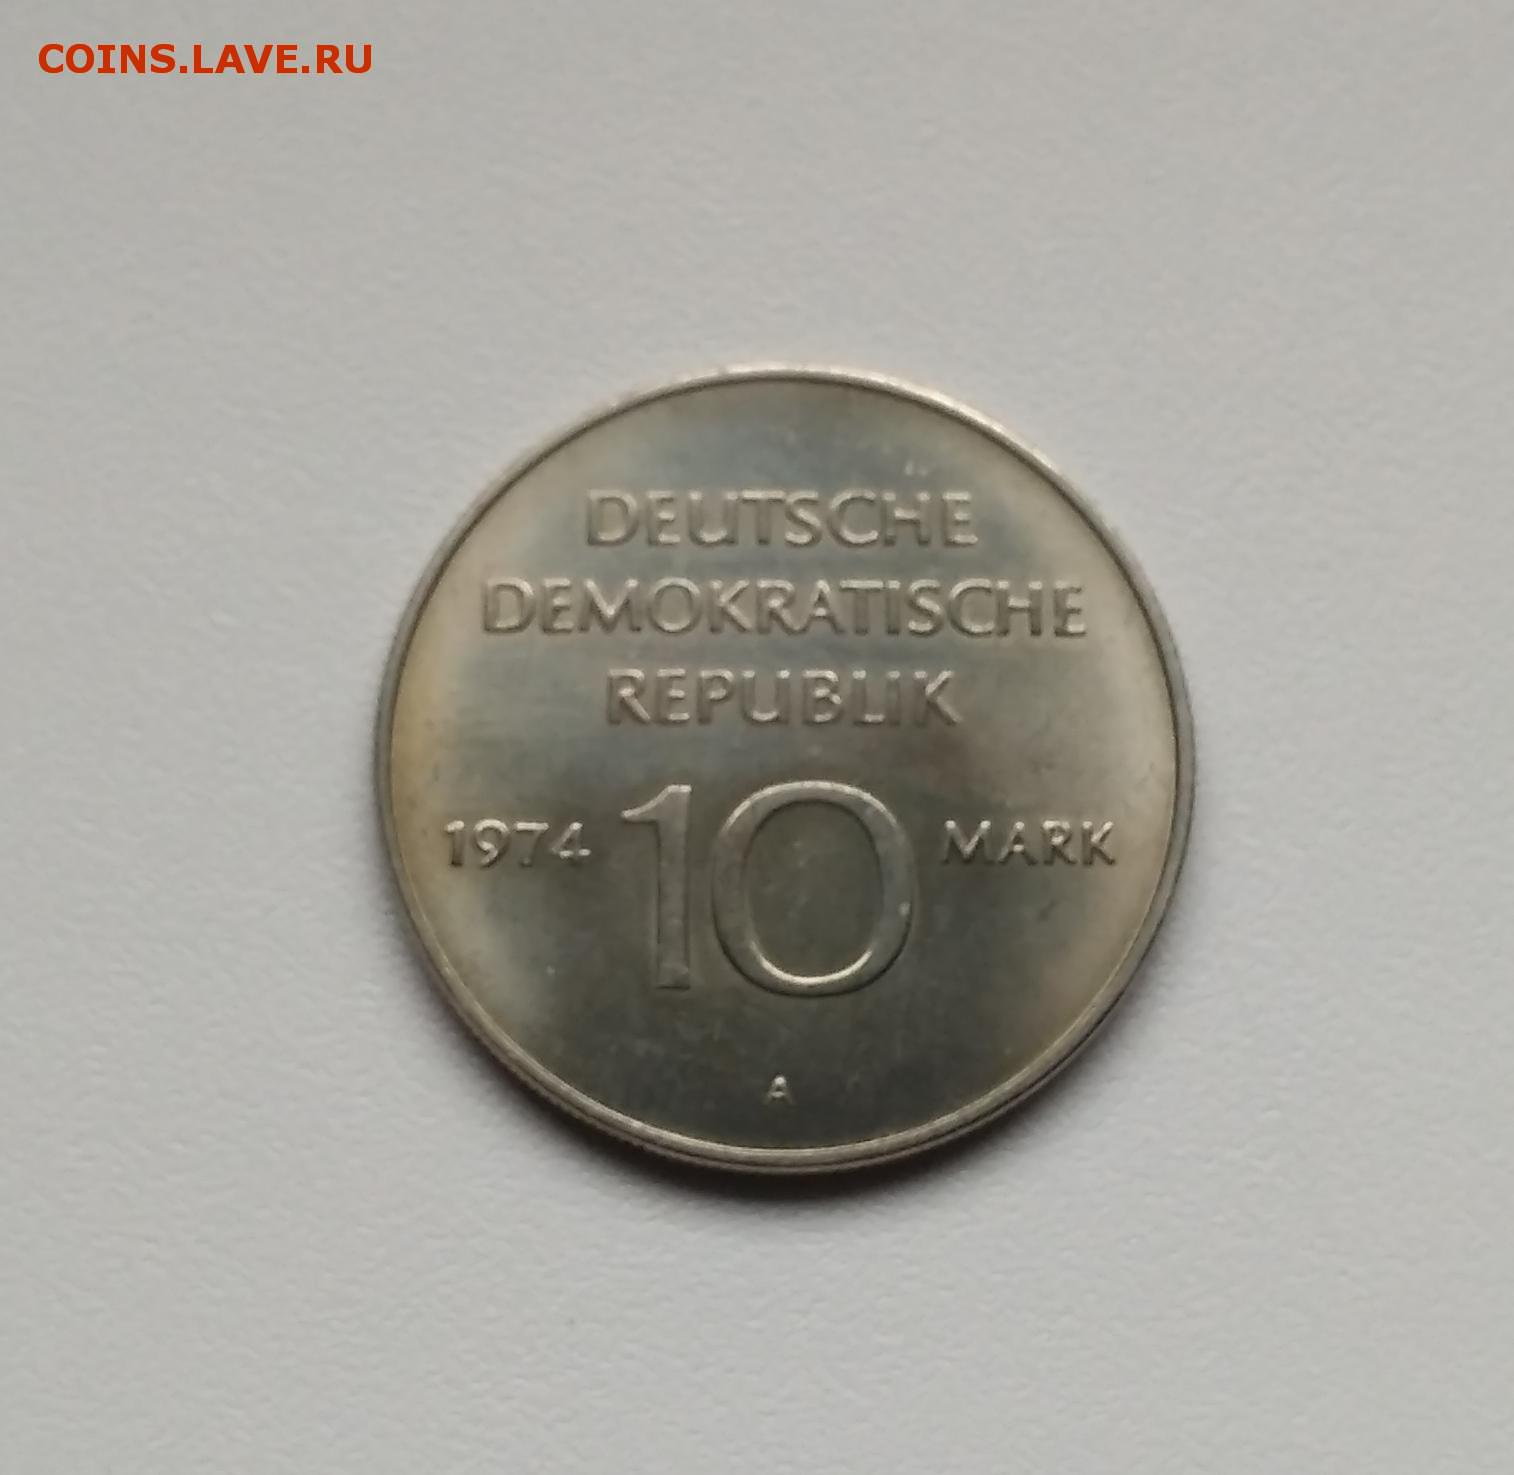 COINS.LAVE.RU
DEUTSCHE
DEMOKRATISCHE
REPUBLIK
1974 10 MARK
A